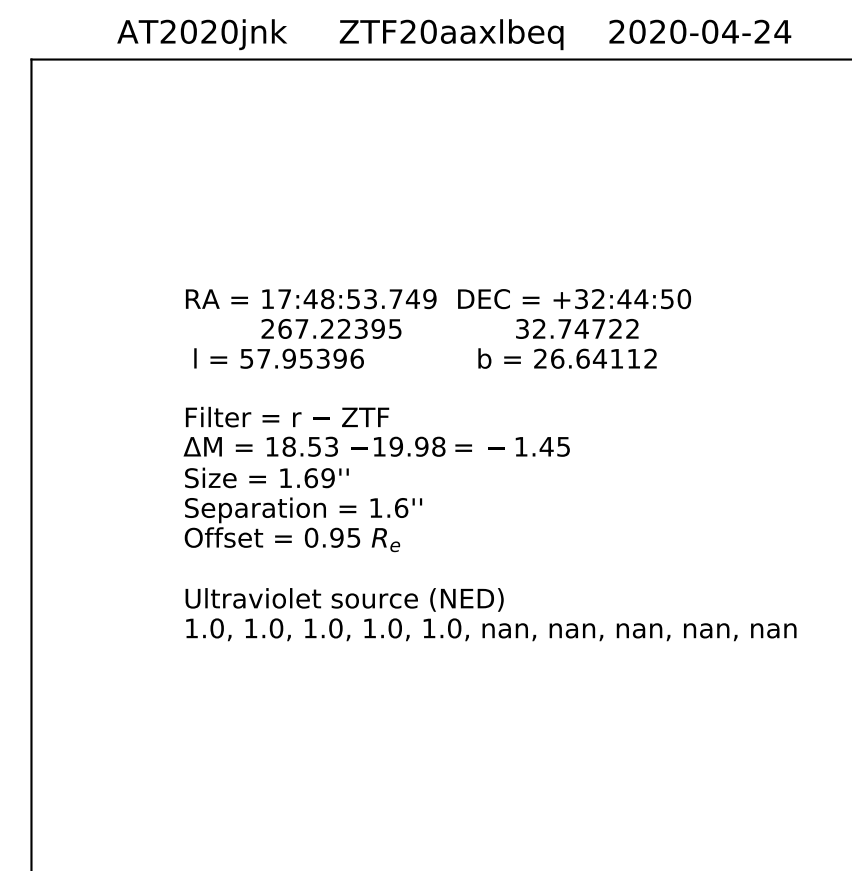 AT2020jnk ZTF20aaxlbeq 2020-04-24
RA = 17:48:53.749 DEC = +32:44:50
267.22395 32.74722
l = 57.95396 b = 26.64112
Filter = r − ZTF
ΔM = 18.53 −19.98 = − 1.45
Size = 1.69''
Separation = 1.6''
Offset = 0.95 Re
Ultraviolet source (NED)
1.0, 1.0, 1.0, 1.0, 1.0, nan, nan, nan, nan, nan